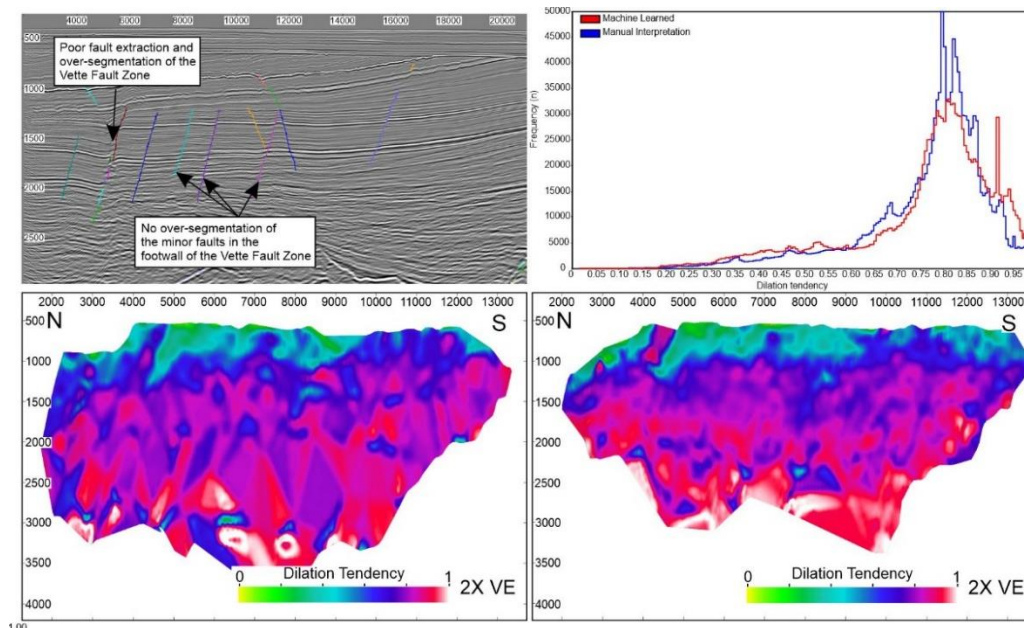 4000 6000 8000 10000 12000 14000 16000 20000
500
1000
1500
2000
2500
Poor fault extraction and
over-segmentation of the
Vette Fault Zone
No over-segmentation of
the minor faults in the
footwall of the Vette Fault Zone
Machine Learned
Manual Interpretation
Frequency (n)
50000
45000
40000
35000
30000
25000
20000
15000
10000
5000
0
0 0.05 0.10 0.15 0.20 0.25 0.30 0.35 0.40 0.45 0.50 0.55 0.60 0.65 0.70 0.75 0.80 0.85 0.90 0.95
Dilation tendency
2000 3000 4000 5000 6000 7000 8000 9000 10000 11000 12000 13000
N S
500
1000
1500
2000
2500
3000
3500
4000
0 Dilation Tendency 1
2X VE
1.00
2000 3000 4000 5000 6000 7000 8000 9000 10000 11000 12000 13000
N S
500
1000
1500
2000
2500
3000
3500
4000
0 Dilation Tendency 1
2X VE